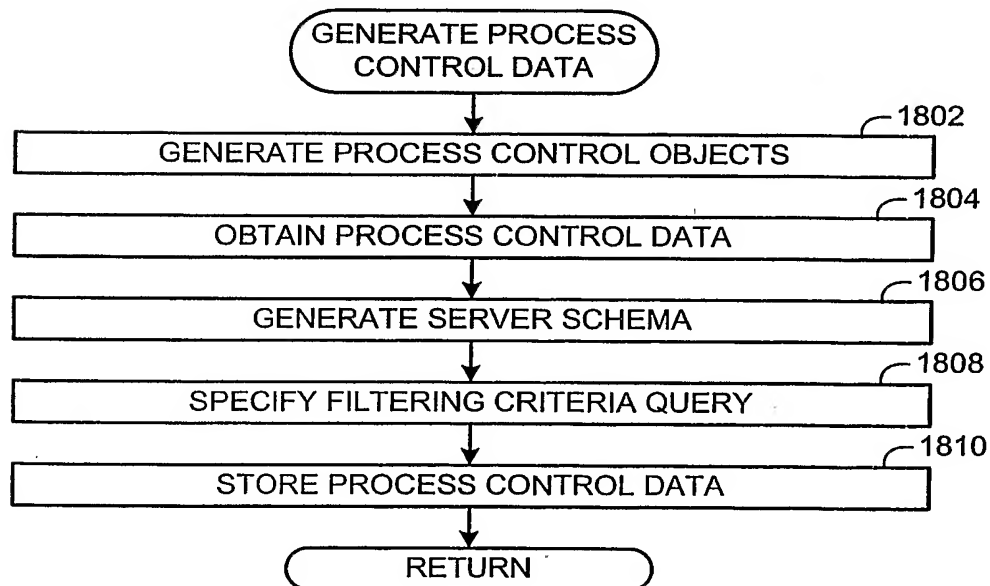 GENERATE PROCESS
CONTROL DATA
1802
GENERATE PROCESS CONTROL OBJECTS
1804
OBTAIN PROCESS CONTROL DATA
1806
GENERATE SERVER SCHEMA
1808
SPECIFY FILTERING CRITERIA QUERY
1810
STORE PROCESS CONTROL DATA
RETURN